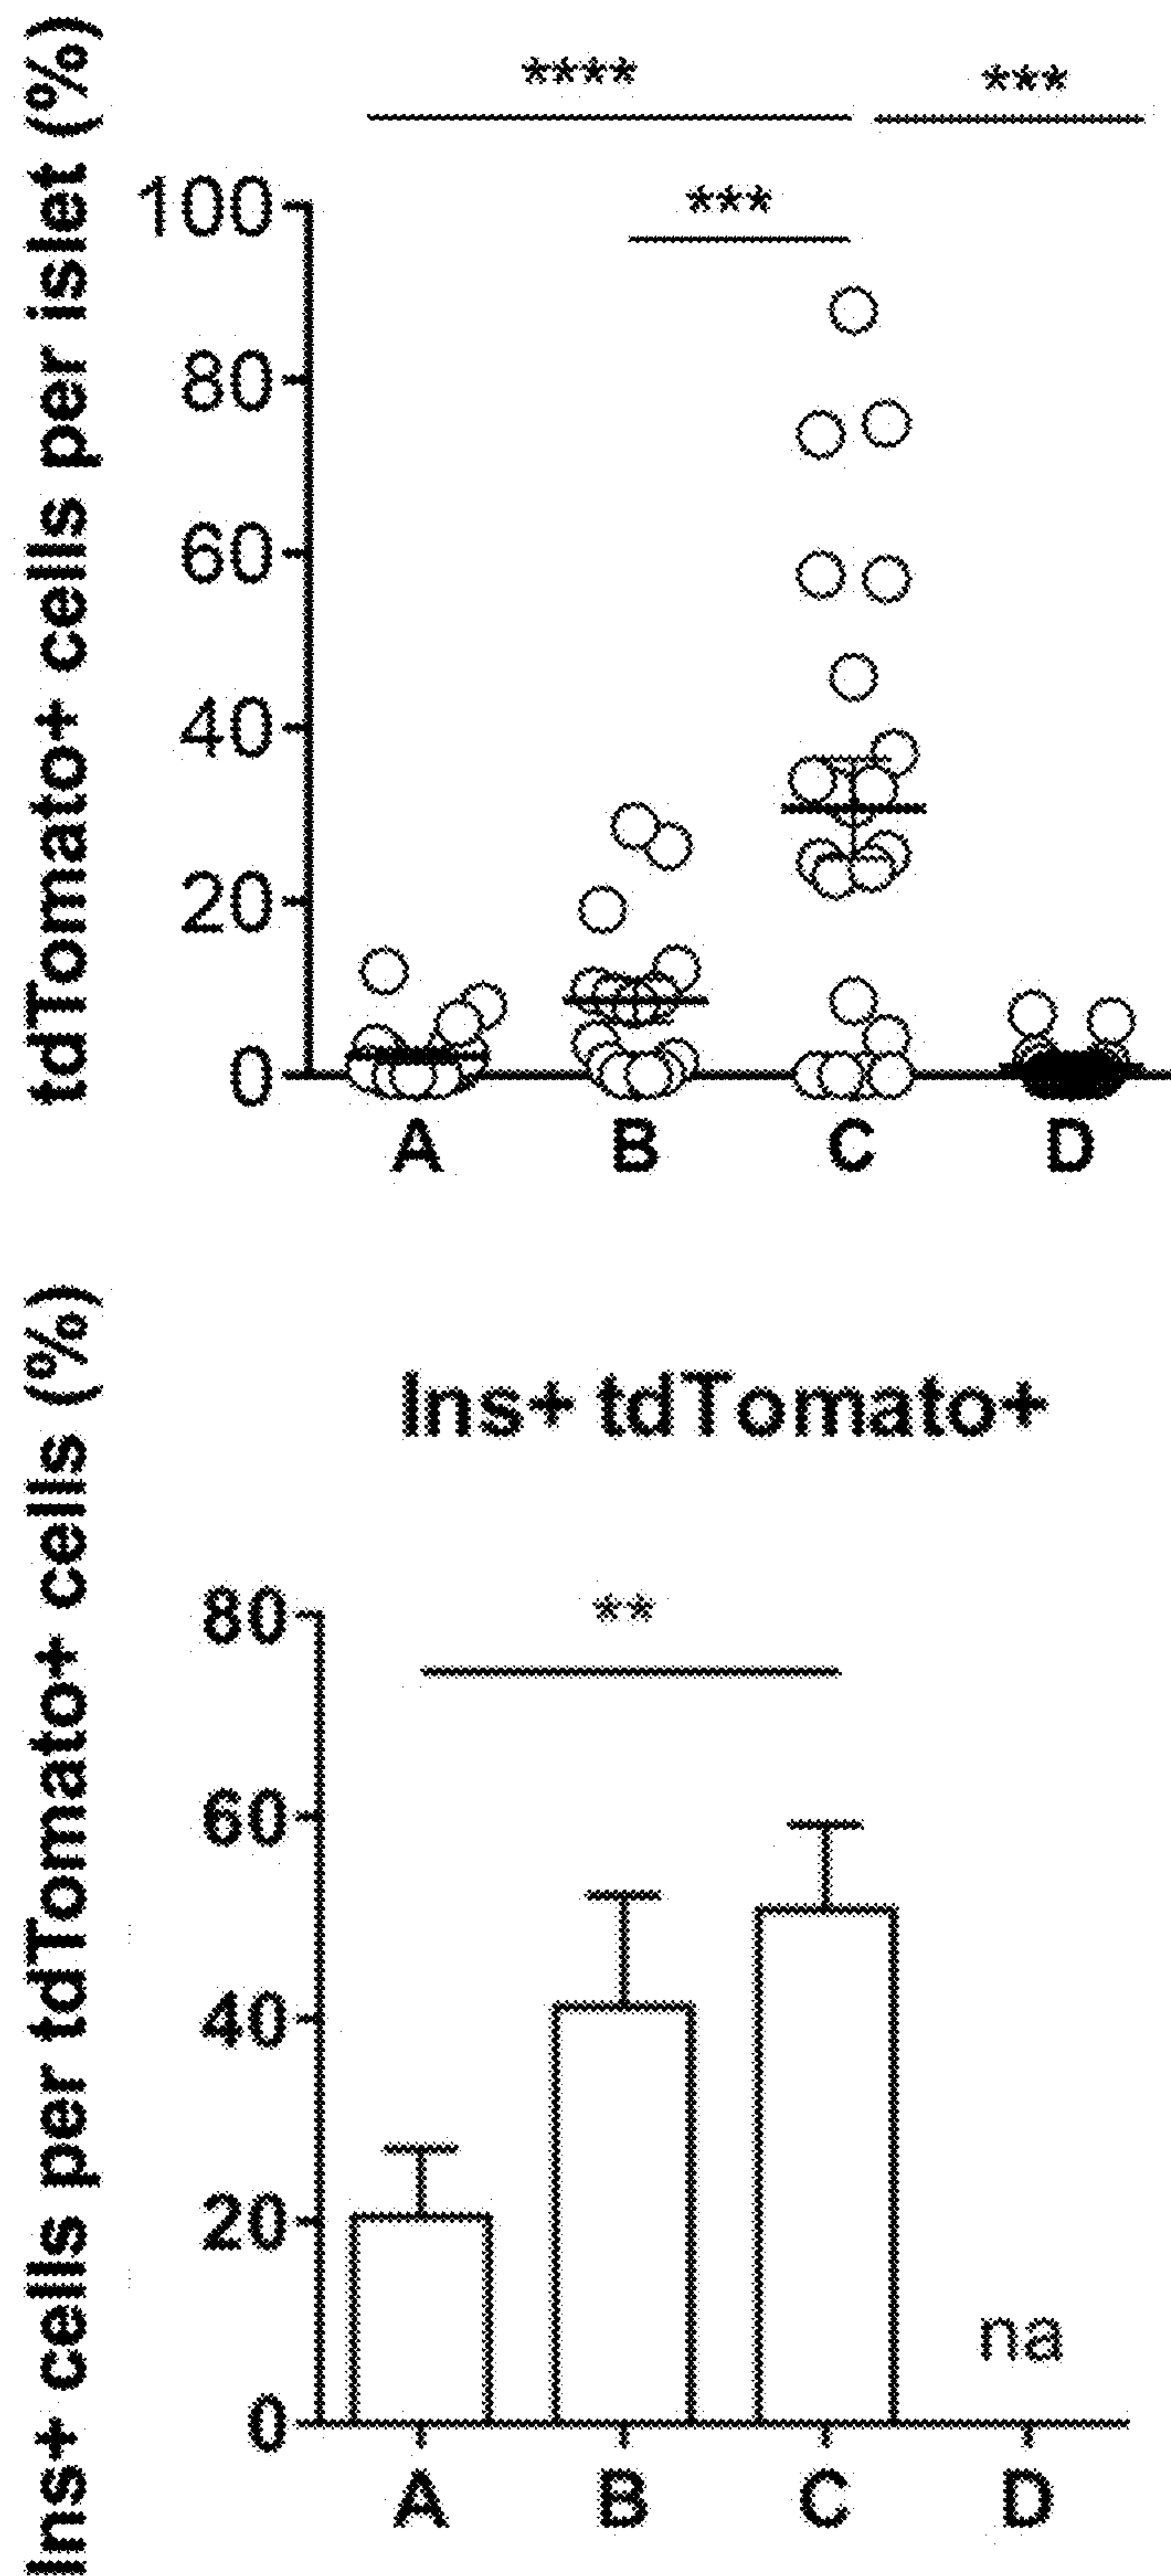 tdTomato+ cells per islet (%)
**** ***
***
100
80
60
40
20
0
A B C D
Ins+ cells per tdTomato+ cells (%)
Ins+ tdTomato+
**
80
60
40
20
0
na
A B C D